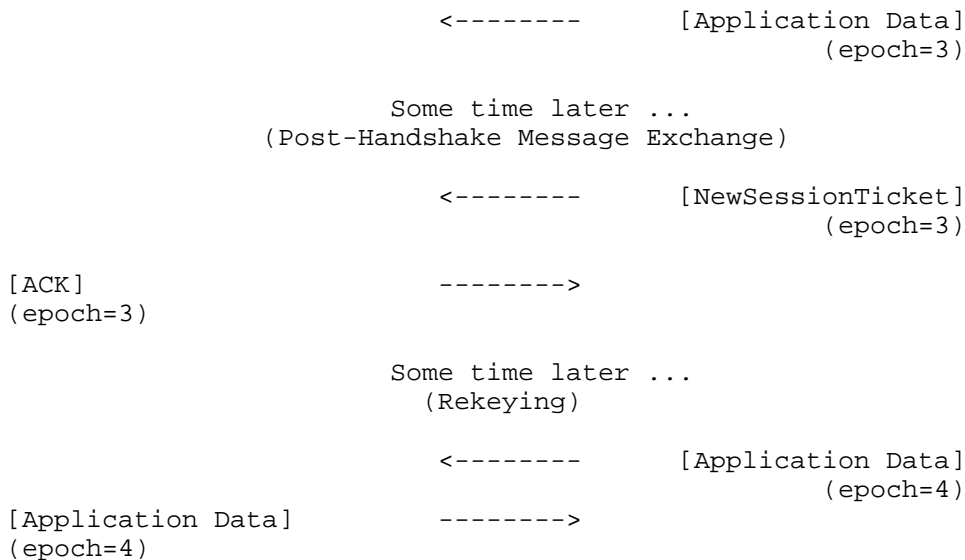 <--------       [Application Data]
(epoch=3)
Some time later ...
(Post-Handshake Message Exchange)
<--------       [NewSessionTicket]
(epoch=3)
[ACK]                     -------->
(epoch=3)
Some time later ...
(Rekeying)
<--------       [Application Data]
(epoch=4)
[Application Data]        -------->
(epoch=4)